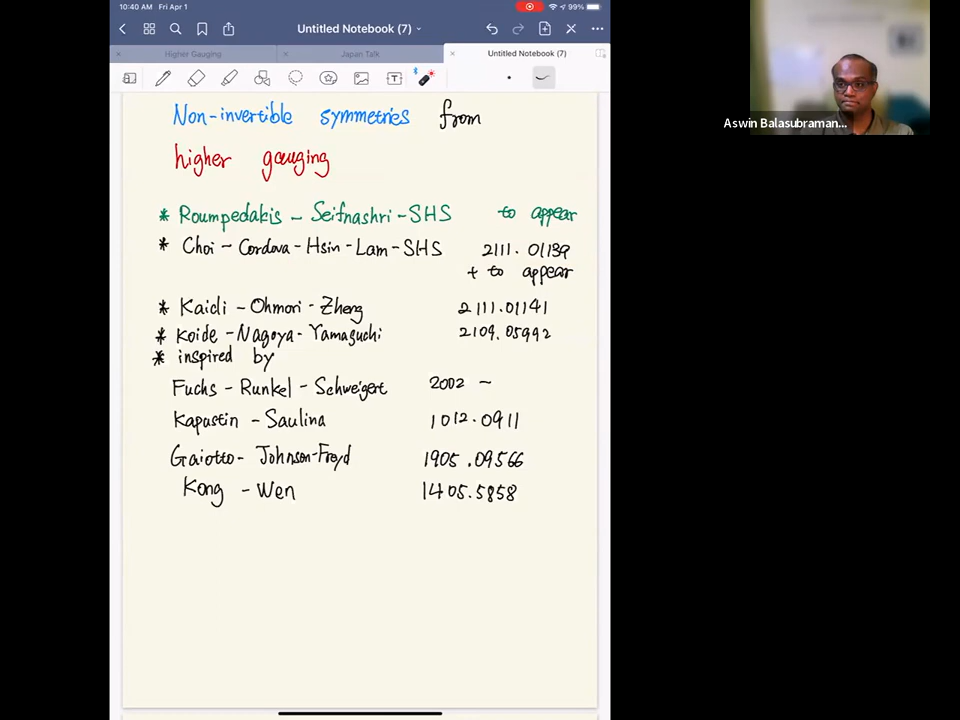 10:40 AM Fri Apr 1
99%
Untitled Notebook (7)
Higher Gauging
Japan Talk
Untitled Notebook (7)
Non-invertible symmetries from
higher gauging
* Roumpedakis - Seifnashri - SHS to appear
* Choi - Cordova - Hsin - Lam - SHS 2111.01139
+ to appear
* Kaidi - Ohmori - Zheng 2111.01141
* Koide - Nagoya - Yamaguchi 2109.05992
* inspired by
Fuchs - Runkel - Schweigert 2002 ~
Kapustin - Saulina 1012.0911
Gaiotto - Johnson-Freyd 1905.09566
Kong - Wen 1405.5858
Aswin Balasubraman...